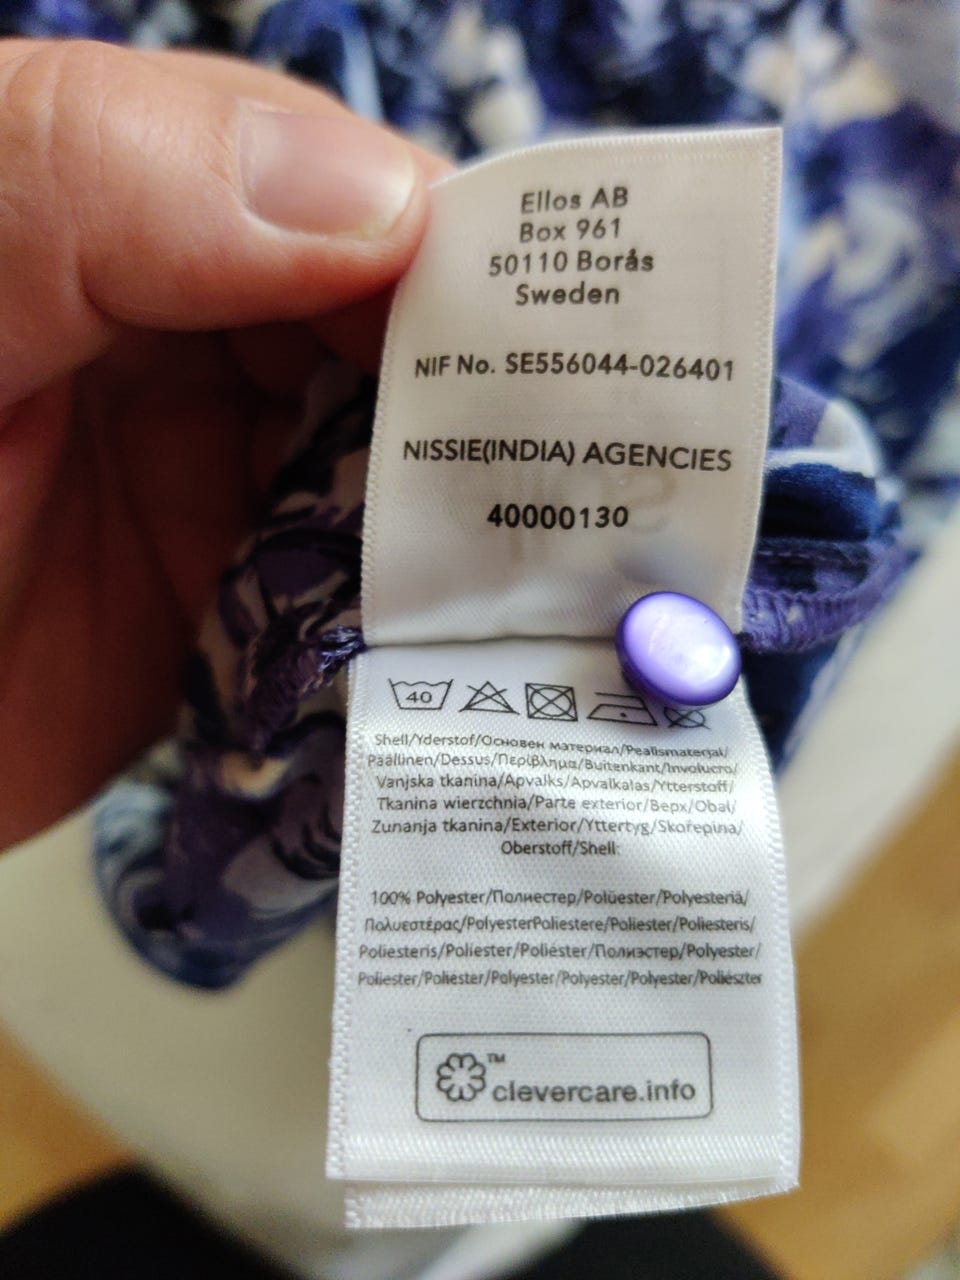 Ellos AB
Box 961
50110 Borås
Sweden
NIF No. SE556044-026401
NISSIE(INDIA) AGENCIES
40000130
40
Shell/Yderstof/Основен материал/Pealismaterjal/
Päällinen/Dessus/Περίβλημα/Buitenkant/Involucro/
Vanjska tkanina/Apvalks/Apvalkalas/Ytterstoff/
Tkanina wierzchnia/Parte exterior/Верх/Obal/
Zunanja tkanina/Exterior/Yttertyg/Skořepina/
Oberstoff/Shell:
100% Polyester/Полиестер/Polüester/Polyesteriä/
Πολυεστέρας/PolyesterPoliestere/Poliester/Poliesteris/
Poliesteris/Poliester/Poliéster/Полиэстер/Polyester/
Poliester/Poliester/Polyester/Polyester/Polyester/Poliészter
™
clevercare.info